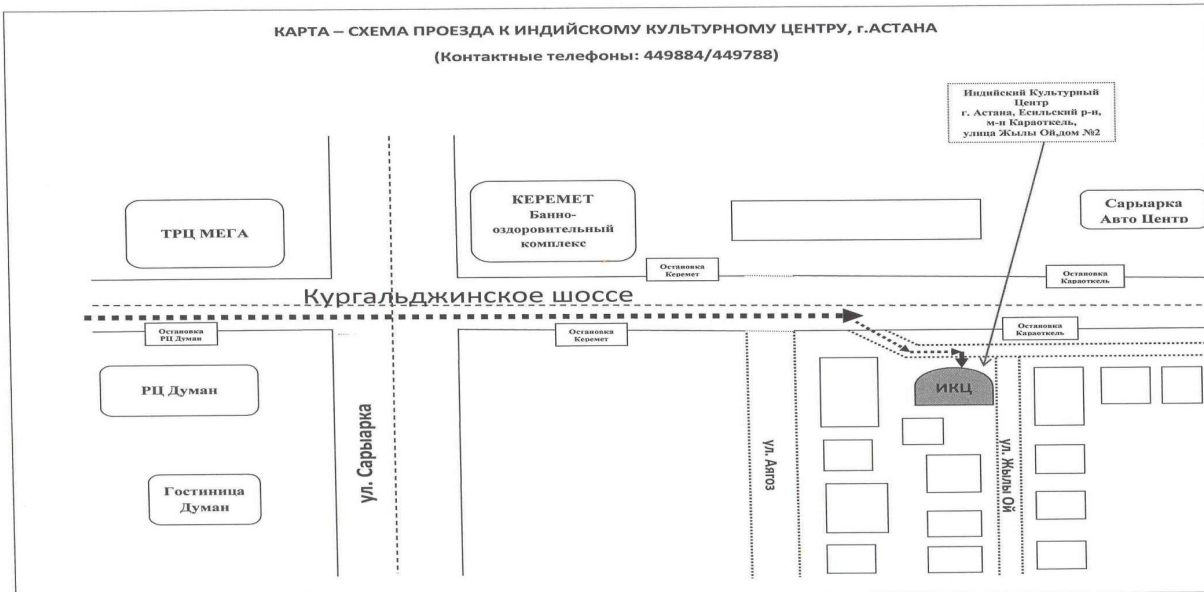 КАРТА – СХЕМА ПРОЕЗДА К ИНДИЙСКОМУ КУЛЬТУРНОМУ ЦЕНТРУ, г.АСТАНА
(Контактные телефоны: 449884/449788)
Индийский Культурный
Центр
г. Астана, Есильский р-н,
м-н Караоткель,
улица Жылы Ой,дом №2
ТРЦ МЕГА
КЕРЕМЕТ
Банно-
оздоровительный
комплекс
Сарыарка
Авто Центр
Остановка
Керемет
Остановка
Караоткель
Кургальджинское шоссе
Остановка
РЦ Думан
Остановка
Керемет
Остановка
Караоткель
РЦ Думан
ИКЦ
ул. Сарыарка
ул. Аягоз
ул. Жылы Ой
Гостиница
Думан